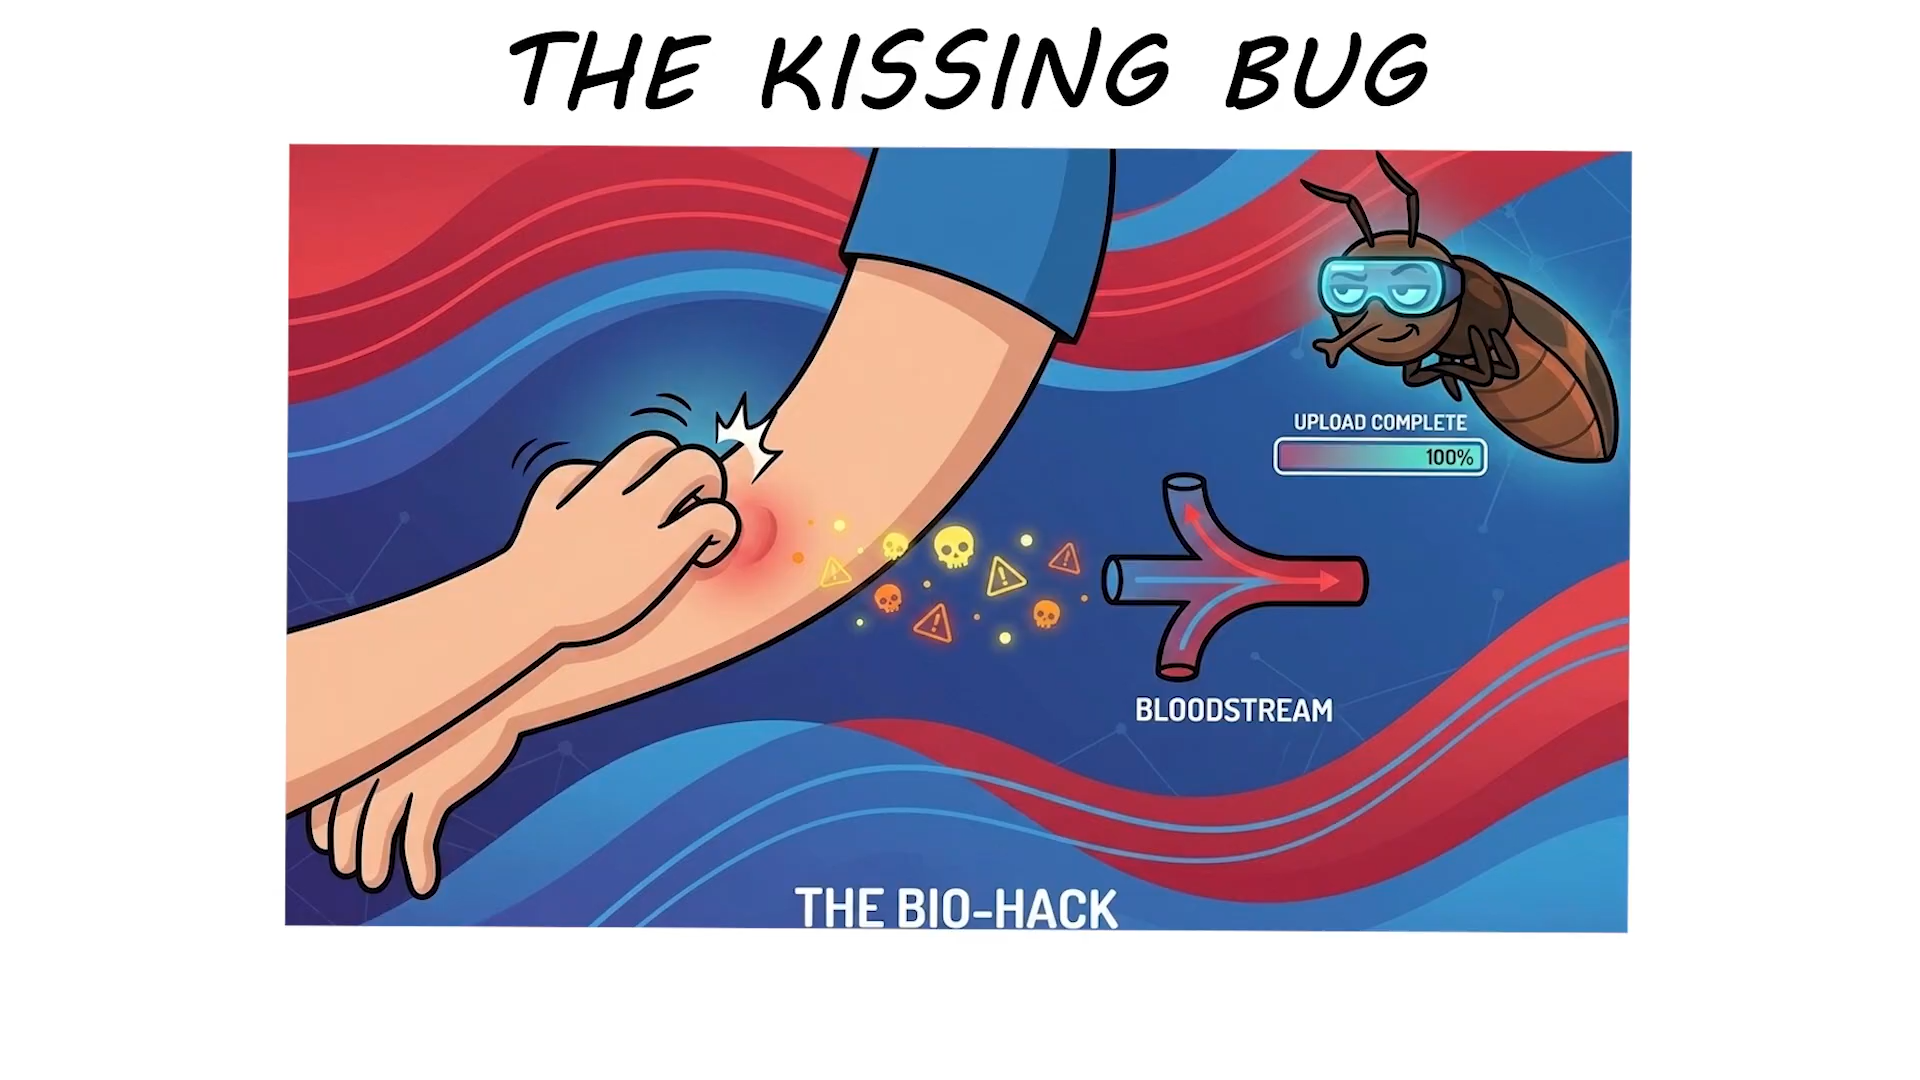 THE KISSING BUG
UPLOAD COMPLETE
100%
BLOODSTREAM
THE BIO-HACK